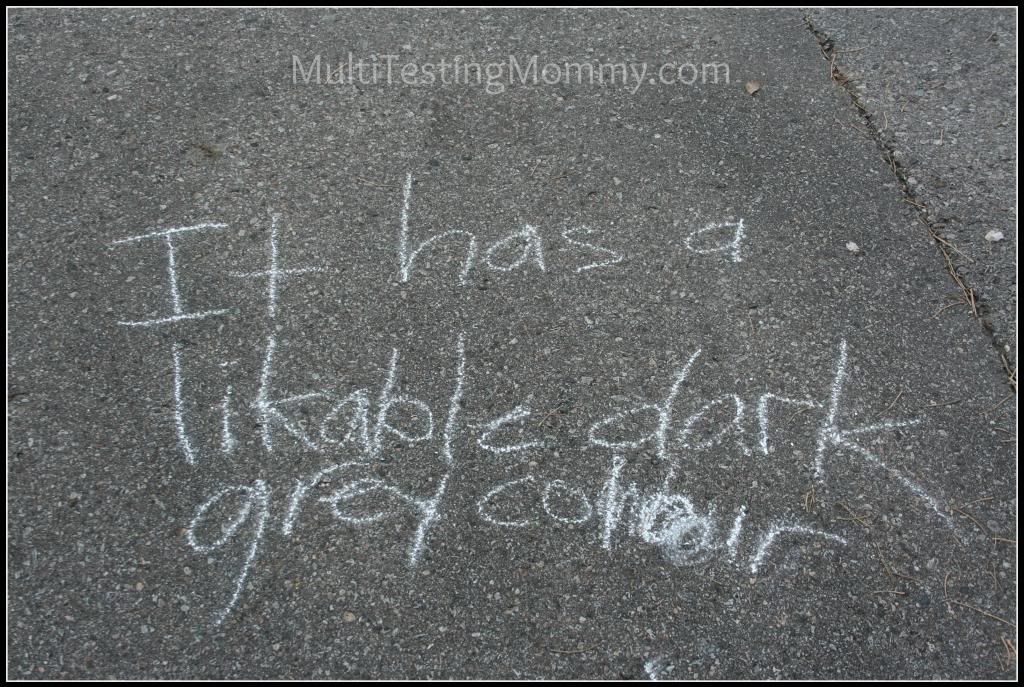 MultiTestingMommy.com
It has a
likable dark
grey colour